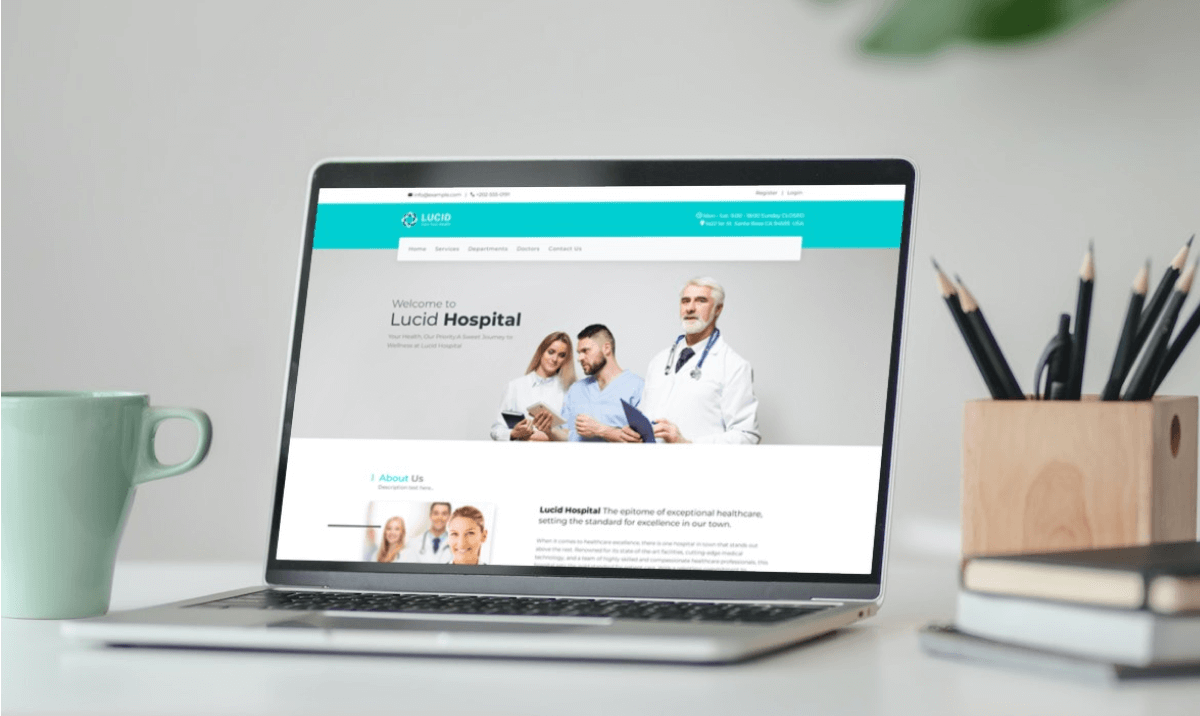 info@example.com | +202 555 0191
Register | Login
LUCID
Mon - Sat 9:00 - 18:00 Sunday CLOSED
Santa Rosa CA 94035. USA
Home Services Departments Doctors Contact Us
Welcome to
Lucid Hospital
Your Health, Our Priority:A Sweet Journey to
Wellness at Lucid Hospital
About Us
Description text here...
Lucid Hospital The epitome of exceptional healthcare,
setting the standard for excellence in our town.
When it comes to healthcare excellence, there is one hospital in town that stands out
above the rest. Renowned for its state-of-the-art facilities, cutting-edge medical
technology, and a team of highly skilled and compassionate healthcare professionals, this